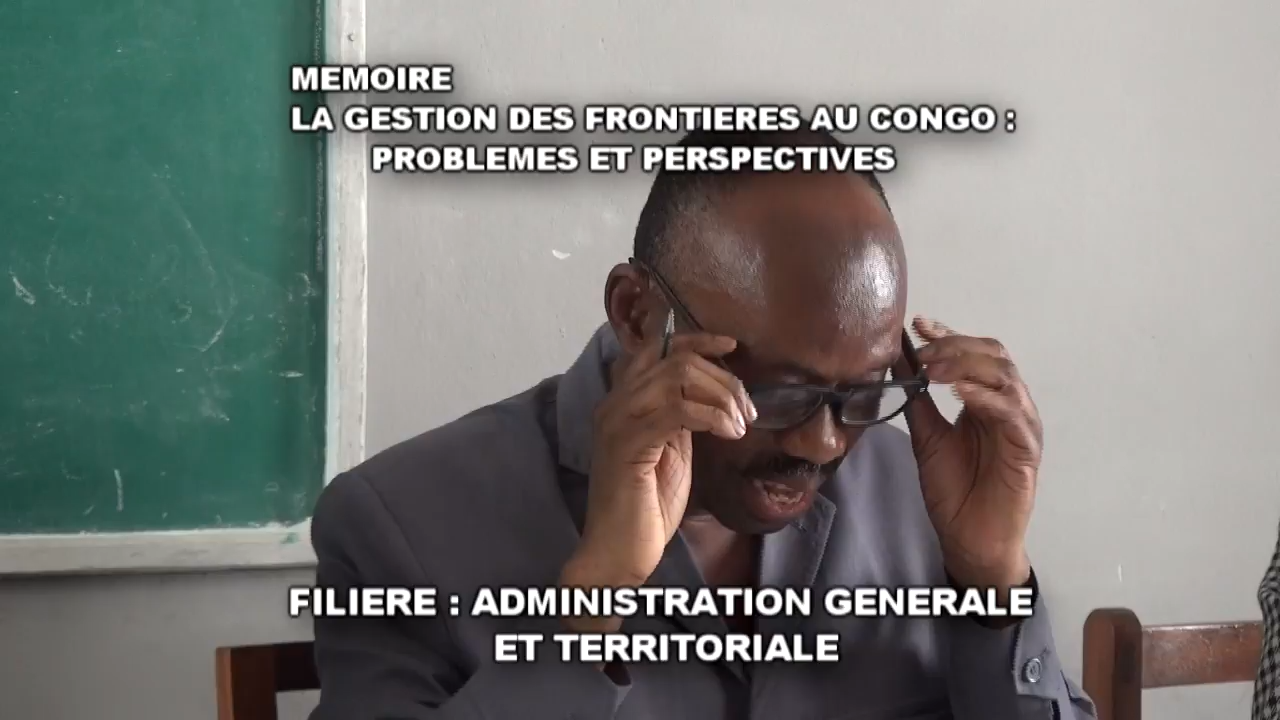 MEMOIRE
LA GESTION DES FRONTIERES AU CONGO :
PROBLEMES ET PERSPECTIVES
FILIERE : ADMINISTRATION GENERALE
ET TERRITORIALE